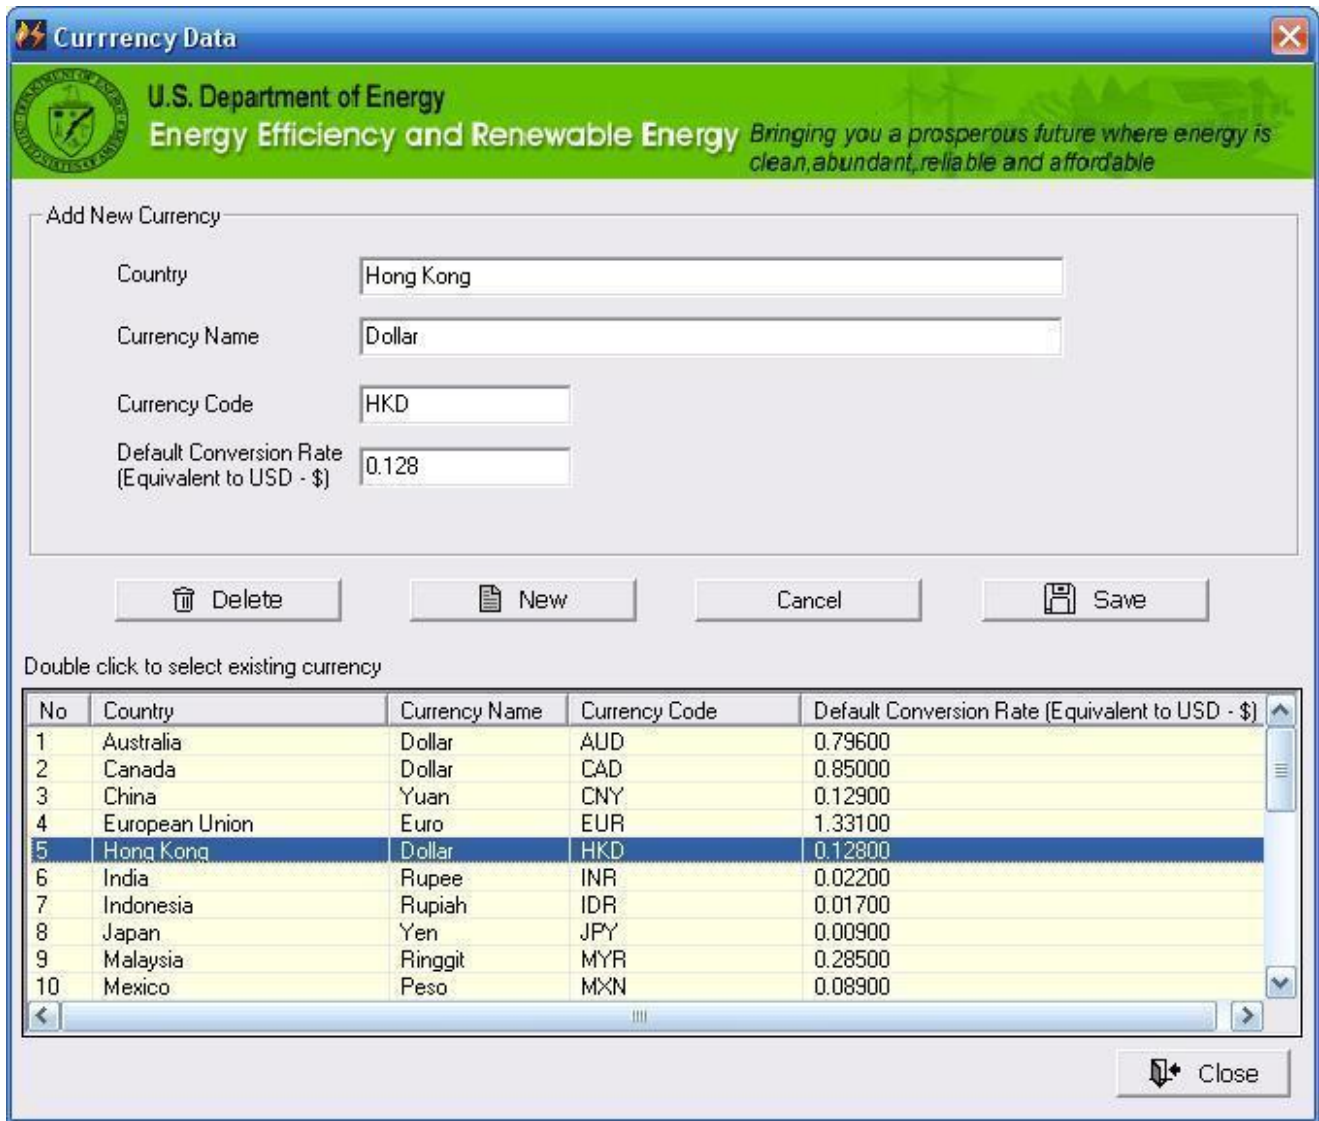 Currrency Data
U.S. Department of Energy
Energy Efficiency and Renewable Energy
Bringing you a prosperous future where energy is
clean,abundant,reliable and affordable
Add New Currency
Country Hong Kong
Currency Name Dollar
Currency Code HKD
Default Conversion Rate
(Equivalent to USD - $) 0.128
Delete New Cancel Save
Double click to select existing currency
No Country Currency Name Currency Code Default Conversion Rate (Equivalent to USD - $)
1 Australia Dollar AUD 0.79600
2 Canada Dollar CAD 0.85000
3 China Yuan CNY 0.12900
4 European Union Euro EUR 1.33100
5 Hong Kong Dollar HKD 0.12800
6 India Rupee INR 0.02200
7 Indonesia Rupiah IDR 0.01700
8 Japan Yen JPY 0.00900
9 Malaysia Ringgit MYR 0.28500
10 Mexico Peso MXN 0.08900
Close